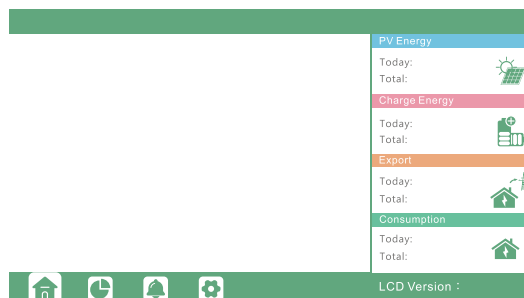 PV Energy
Today:
Total:
Charge Energy
Today:
Total:
Export
Today:
Total:
Consumption
Today:
Total:
LCD Version：